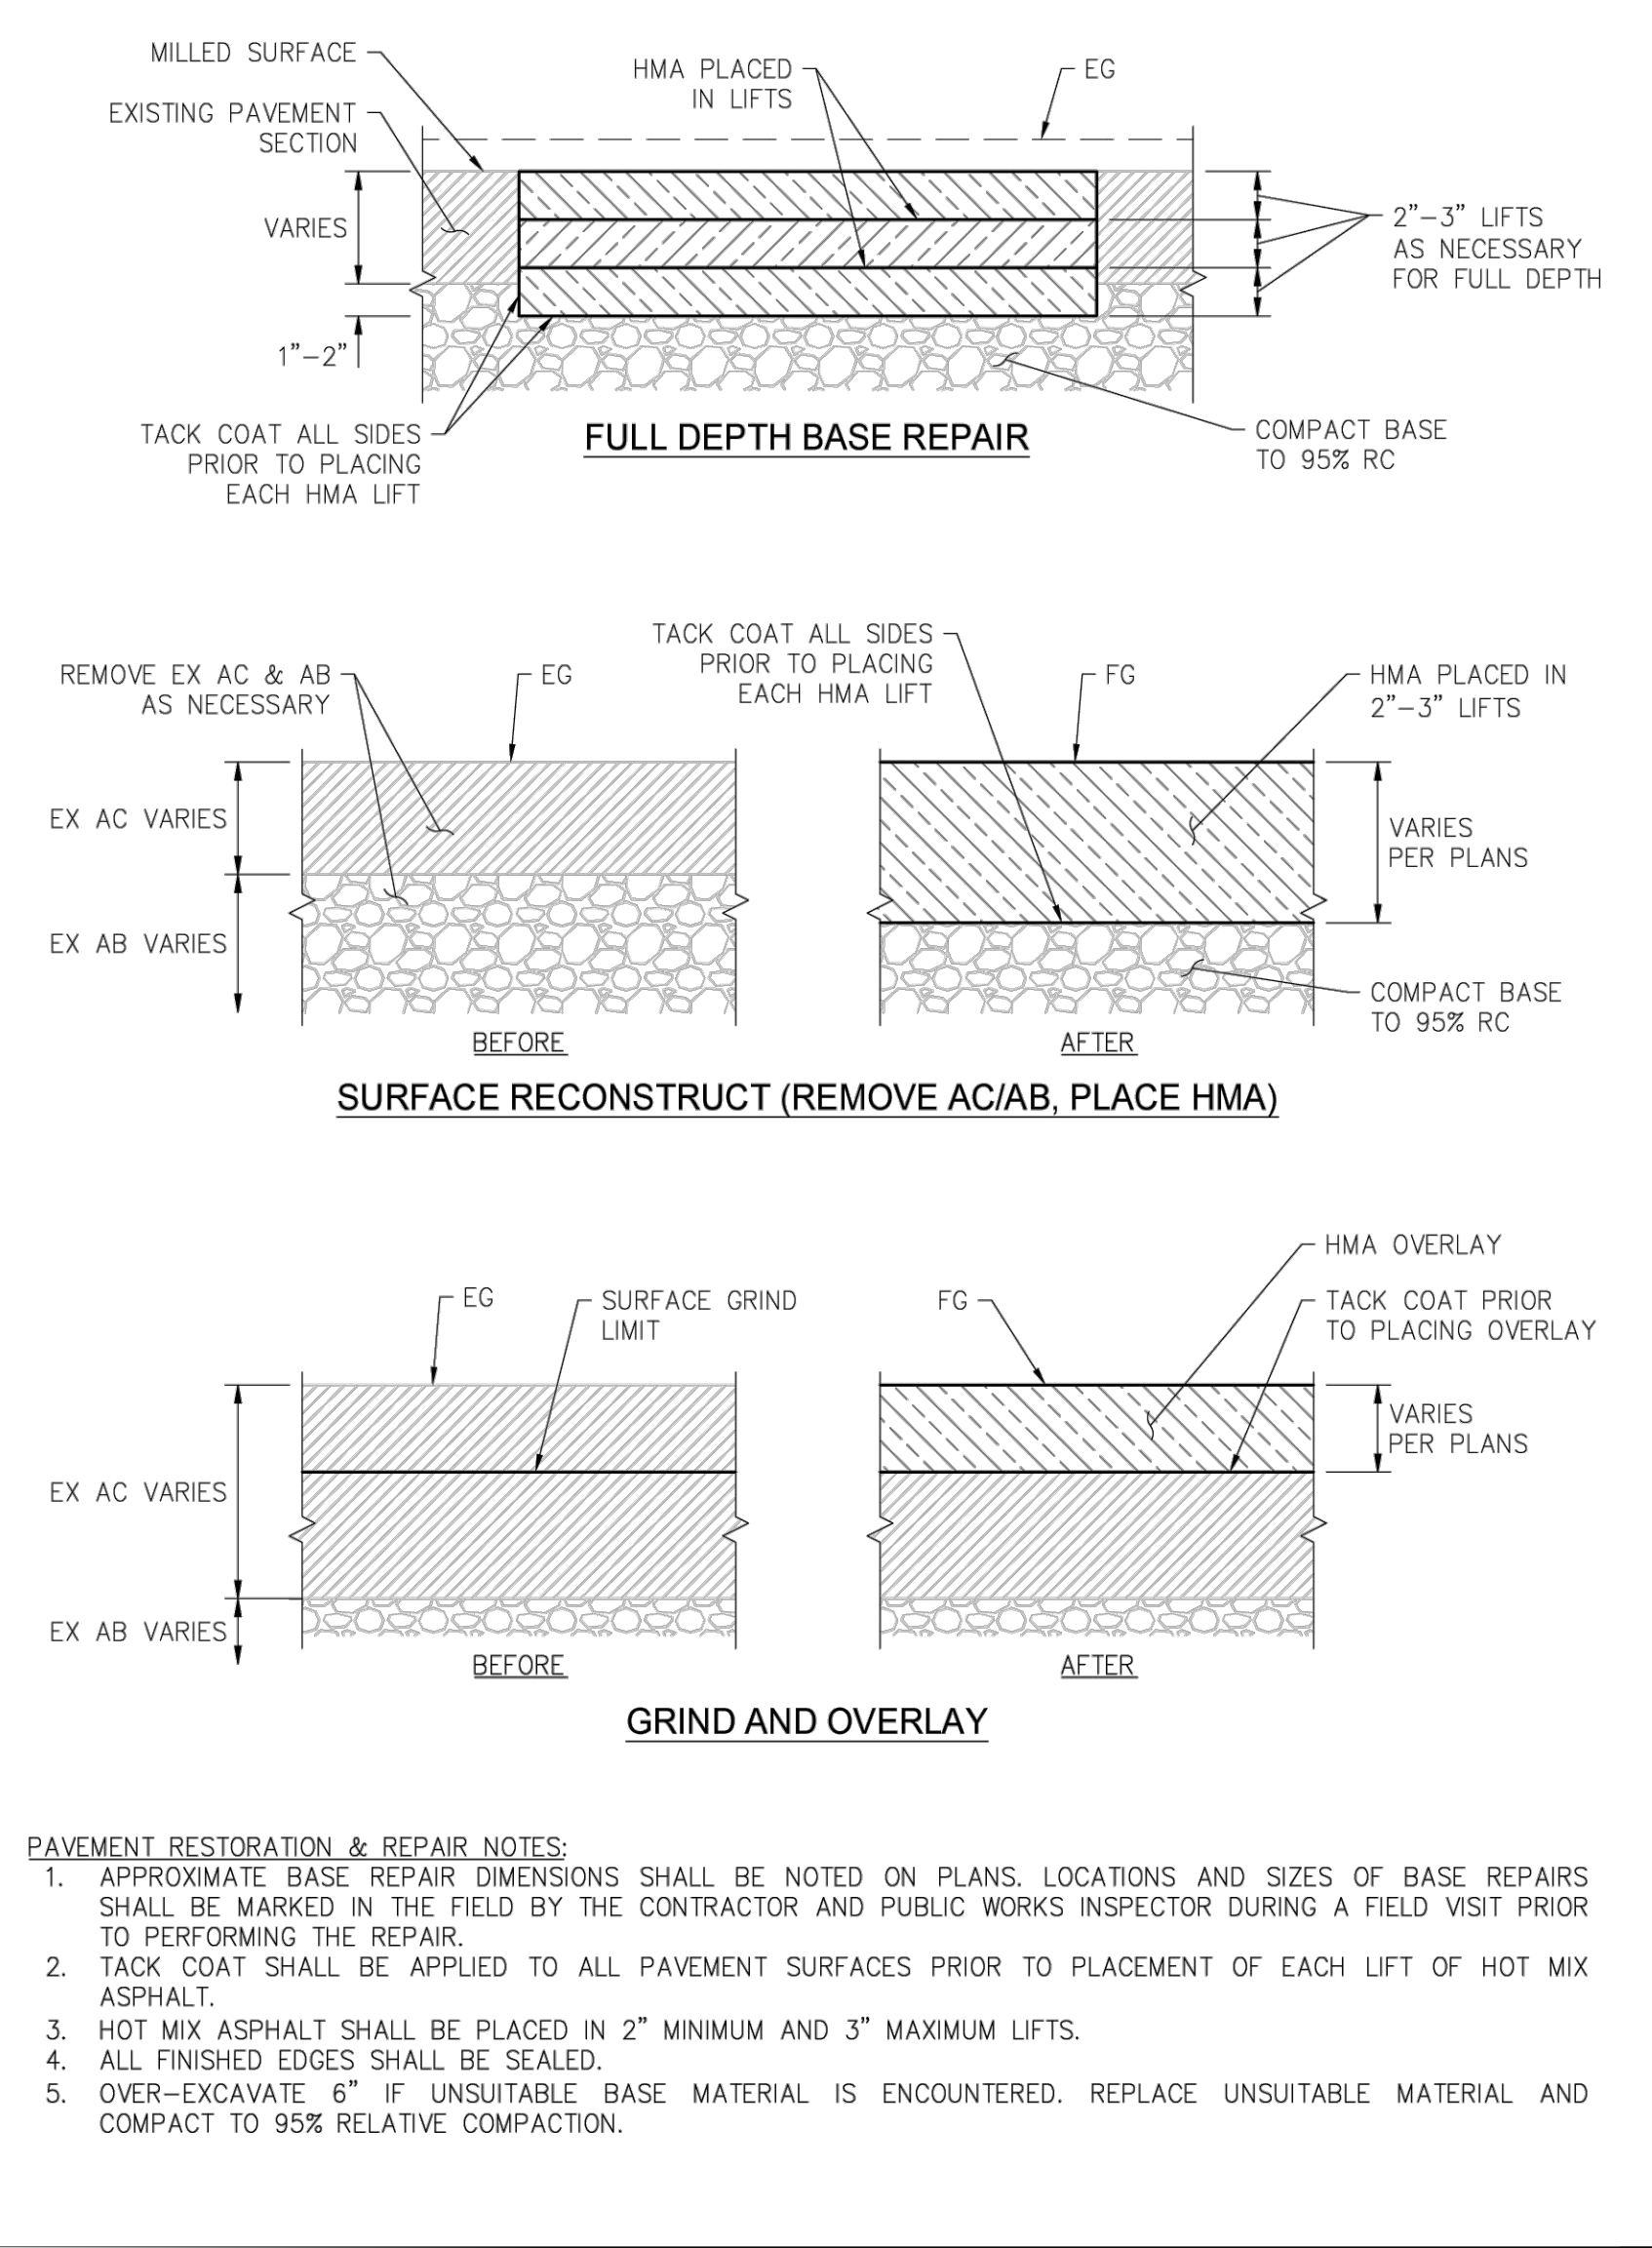 MILLED SURFACE
EXISTING PAVEMENT
SECTION
VARIES
1"-2"
TACK COAT ALL SIDES
PRIOR TO PLACING
EACH HMA LIFT
HMA PLACED
IN LIFTS
EG
2"-3" LIFTS
AS NECESSARY
FOR FULL DEPTH
COMPACT BASE
TO 95% RC
FULL DEPTH BASE REPAIR
REMOVE EX AC & AB
AS NECESSARY
EG
EX AC VARIES
EX AB VARIES
BEFORE
TACK COAT ALL SIDES
PRIOR TO PLACING
EACH HMA LIFT
FG
HMA PLACED IN
2"-3" LIFTS
VARIES
PER PLANS
COMPACT BASE
TO 95% RC
AFTER
SURFACE RECONSTRUCT (REMOVE AC/AB, PLACE HMA)
EG
SURFACE GRIND
LIMIT
EX AC VARIES
EX AB VARIES
BEFORE
FG
HMA OVERLAY
TACK COAT PRIOR
TO PLACING OVERLAY
VARIES
PER PLANS
AFTER
GRIND AND OVERLAY
PAVEMENT RESTORATION & REPAIR NOTES:
1. APPROXIMATE BASE REPAIR DIMENSIONS SHALL BE NOTED ON PLANS. LOCATIONS AND SIZES OF BASE REPAIRS
SHALL BE MARKED IN THE FIELD BY THE CONTRACTOR AND PUBLIC WORKS INSPECTOR DURING A FIELD VISIT PRIOR
TO PERFORMING THE REPAIR.
2. TACK COAT SHALL BE APPLIED TO ALL PAVEMENT SURFACES PRIOR TO PLACEMENT OF EACH LIFT OF HOT MIX
ASPHALT.
3. HOT MIX ASPHALT SHALL BE PLACED IN 2" MINIMUM AND 3" MAXIMUM LIFTS.
4. ALL FINISHED EDGES SHALL BE SEALED.
5. OVER-EXCAVATE 6" IF UNSUITABLE BASE MATERIAL IS ENCOUNTERED. REPLACE UNSUITABLE MATERIAL AND
COMPACT TO 95% RELATIVE COMPACTION.